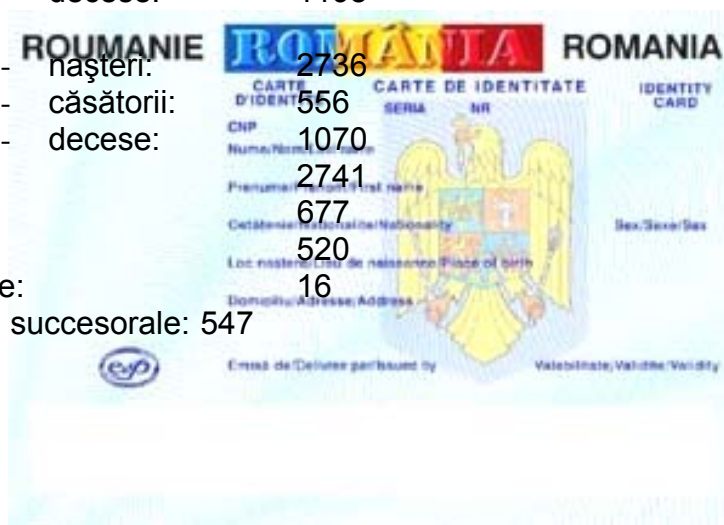 ROUMANIE ROMÂNIA ROMANIA
- naşteri: 2736
CARTE D'IDENTITE CARTE DE IDENTITATE IDENTITY CARD
- căsătorii: 556
SERIA NR
- decese: 1070
CNP
Nume/Nom/Last name
2741
Prenume/Prenom/First name
677
Cetăţenie/Nationalite/Nationality Sex/Sexe/Sex
520
Loc nastere/Lieu de naissance/Place of birth
e: 16
Domiciliu/Adresse/Address
succesorale: 547
Emisă de/Delivree par/Issued by Valabilitate/Validite/Validity